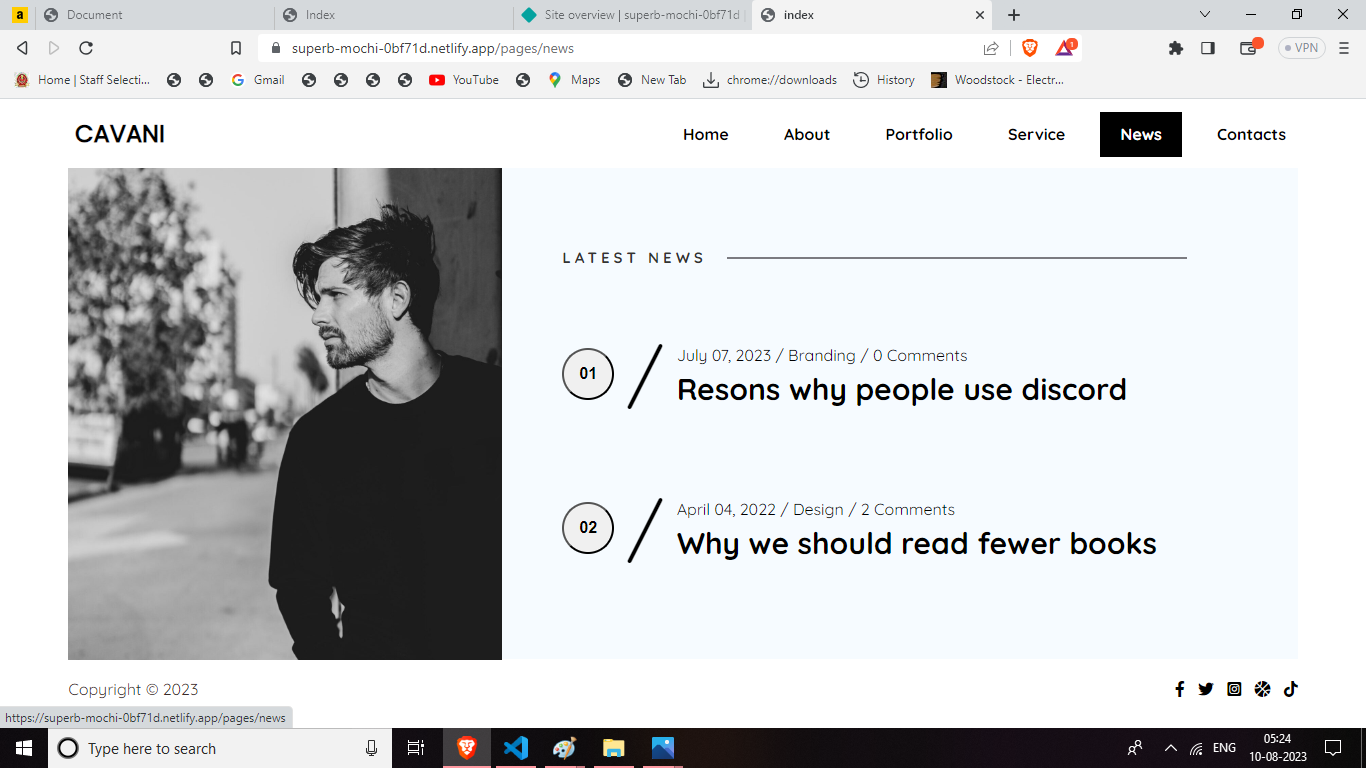 a Document Index Site overview | superb-mochi-0bf71d | index
superb-mochi-0bf71d.netlify.app/pages/news 1 VPN
Home | Staff Selecti... Gmail YouTube Maps New Tab chrome://downloads History Woodstock - Electr...
CAVANI Home About Portfolio Service News Contacts
LATEST NEWS
July 07, 2023 / Branding / 0 Comments
01 Resons why people use discord
April 04, 2022 / Design / 2 Comments
02 Why we should read fewer books
Copyright © 2023
https://superb-mochi-0bf71d.netlify.app/pages/news
Type here to search ENG 05:24
10-08-2023